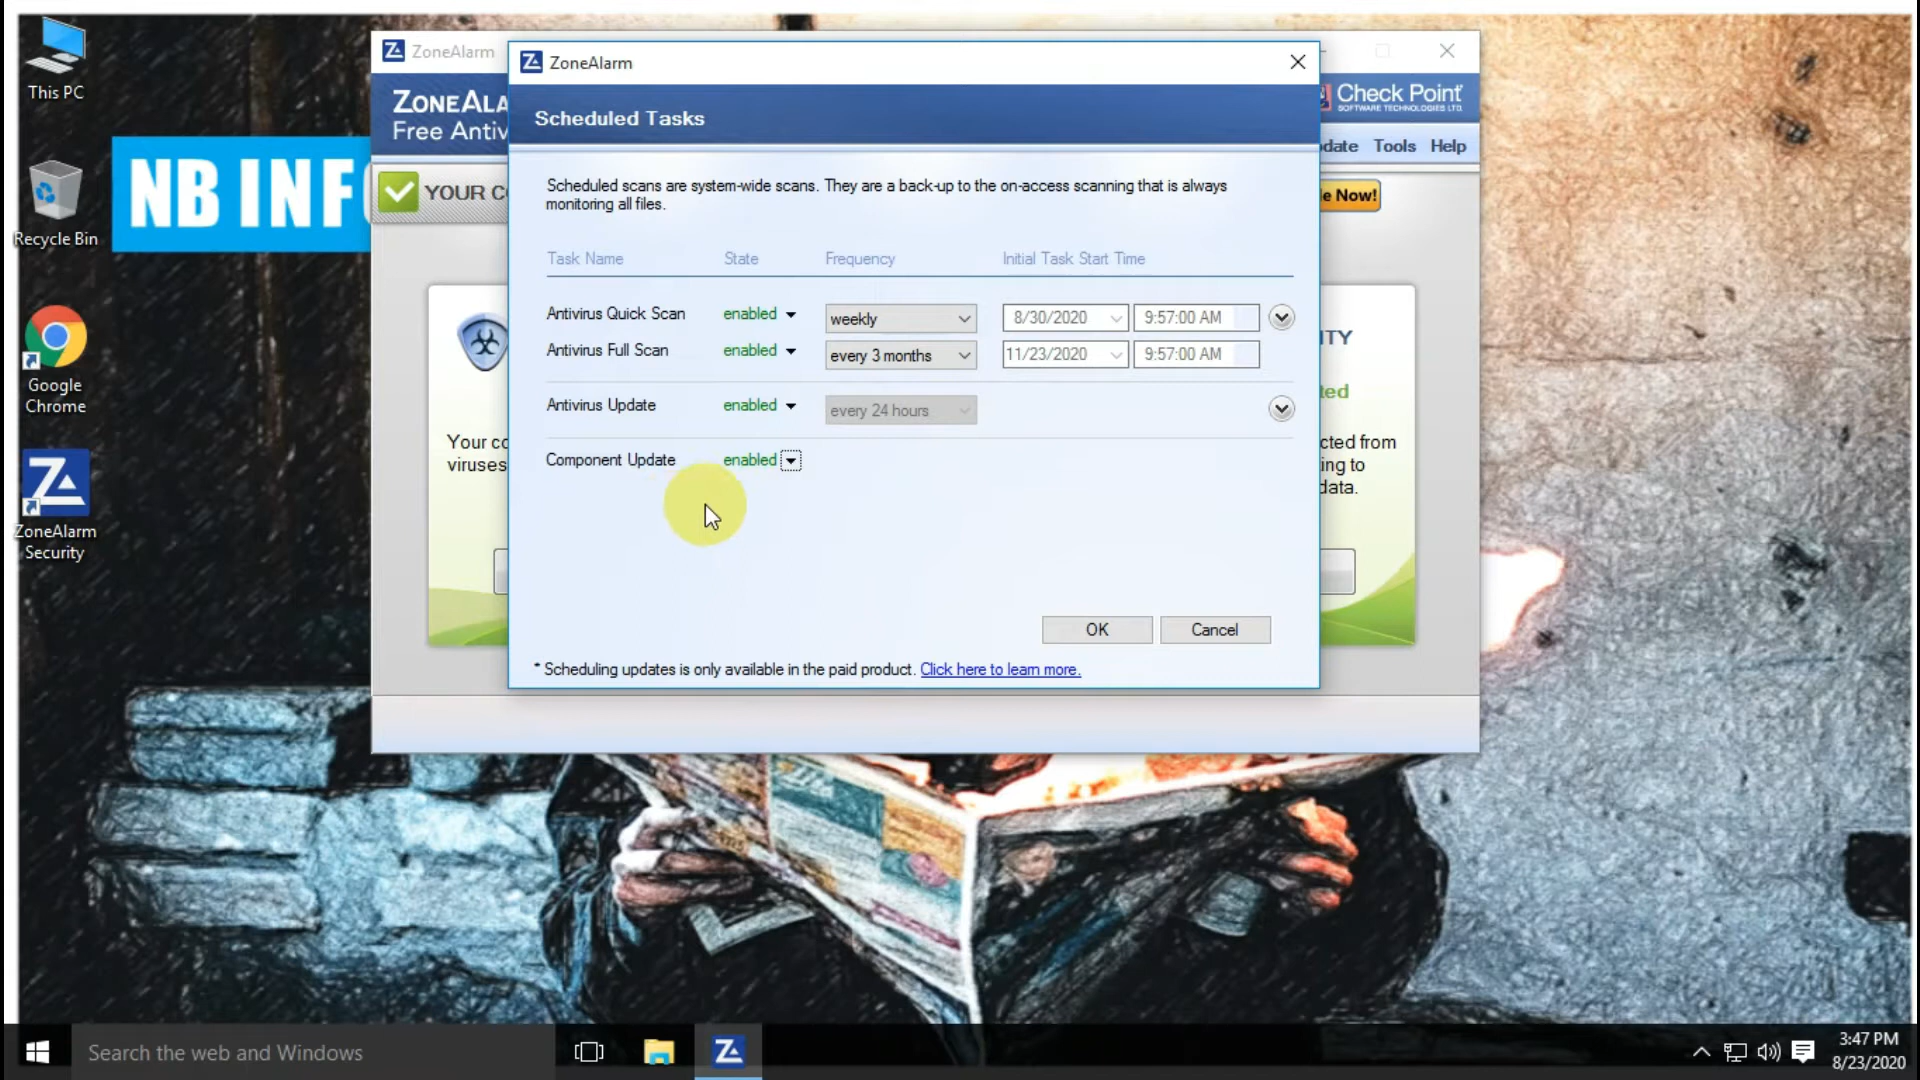 This PC
Recycle Bin
Google
Chrome
ZoneAlarm
Security
NB INF
ZoneAlarm
ZONEALA
Free Antiv
YOUR C
Check Point
SOFTWARE TECHNOLOGIES LTD.
date Tools Help
e Now!
ITY
ed
Your co
viruses
cted from
ing to
data.
ZoneAlarm
Scheduled Tasks
Scheduled scans are system-wide scans. They are a back-up to the on-access scanning that is always
monitoring all files.
Task Name State Frequency Initial Task Start Time
Antivirus Quick Scan enabled weekly 8/30/2020 9:57:00 AM
Antivirus Full Scan enabled every 3 months 11/23/2020 9:57:00 AM
Antivirus Update enabled every 24 hours
Component Update enabled
OK Cancel
* Scheduling updates is only available in the paid product. Click here to learn more.
Search the web and Windows
3:47 PM
8/23/2020